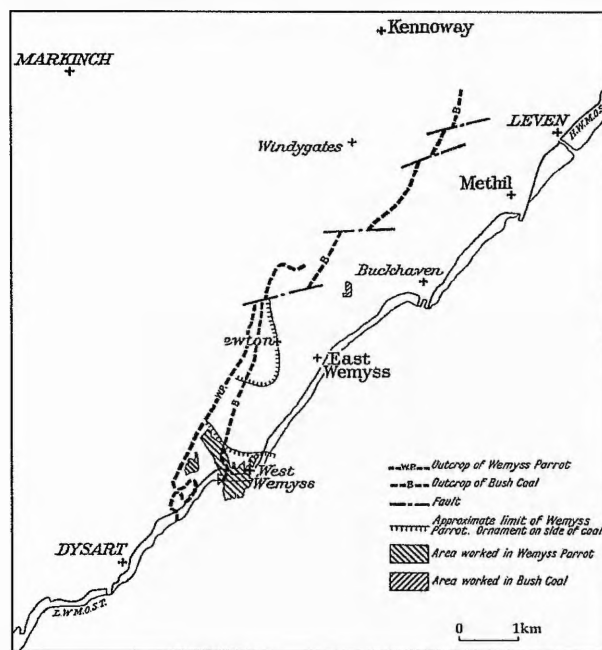 Kennoway
MARKINCH
LEVEN
H.W.M.O.S.T.
B
Windygates
Methil
B
Buckhaven
ewton
East
Wemyss
W.P.
B
West
Wemyss
DYSART
L.W.M.O.S.T.
W.P. Outcrop of Wemyss Parrot
B Outcrop of Bush Coal
Fault
Approximate limit of Wemyss
Parrot. Ornament on side of coal
Area worked in Wemyss Parrot
Area worked in Bush Coal
0 1km